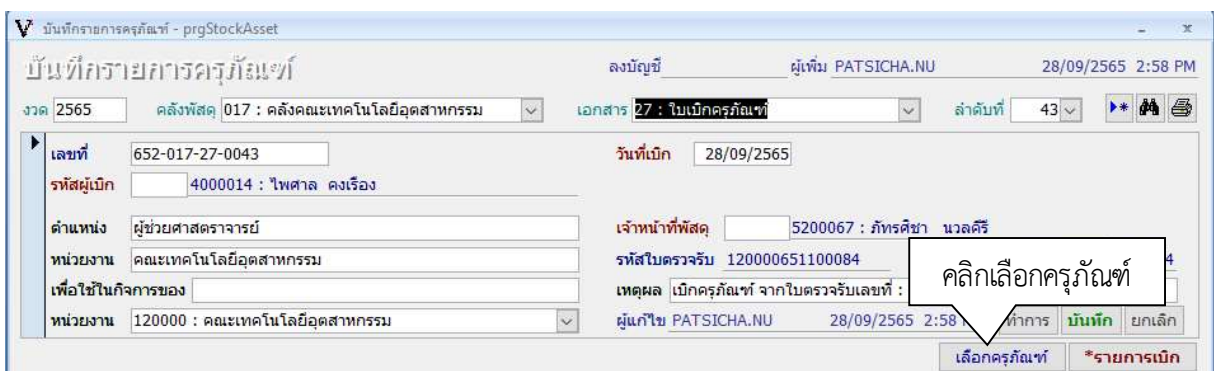 บันทึกรายการครุภัณฑ์ - prgStockAsset
บันทึกรายการครุภัณฑ์ ลงบัญชี ผู้เพิ่ม PATSICHA.NU 28/09/2565 2:58 PM
งวด 2565 คลังพัสดุ 017 : คลังคณะเทคโนโลยีอุตสาหกรรม เอกสาร 27 : ใบเบิกครุภัณฑ์ ลำดับที่ 43
เลขที่ 652-017-27-0043 วันที่เบิก 28/09/2565
รหัสผู้เบิก 4000014 : ไพศาล คงเรือง
ตำแหน่ง ผู้ช่วยศาสตราจารย์ เจ้าหน้าที่พัสดุ 5200067 : ภัทรศิชา นวลศีรี
หน่วยงาน คณะเทคโนโลยีอุตสาหกรรม รหัสใบตรวจรับ 120000651100084 4
คลิกเลือกครุภัณฑ์
เพื่อใช้ในกิจการของ เหตุผล เบิกครุภัณฑ์ จากใบตรวจรับเลขที่ :
หน่วยงาน 120000 : คณะเทคโนโลยีอุตสาหกรรม ผู้แก้ไข PATSICHA.NU 28/09/2565 2:58 ทำการ บันทึก ยกเลิก
เลือกครุภัณฑ์ *รายการเบิก